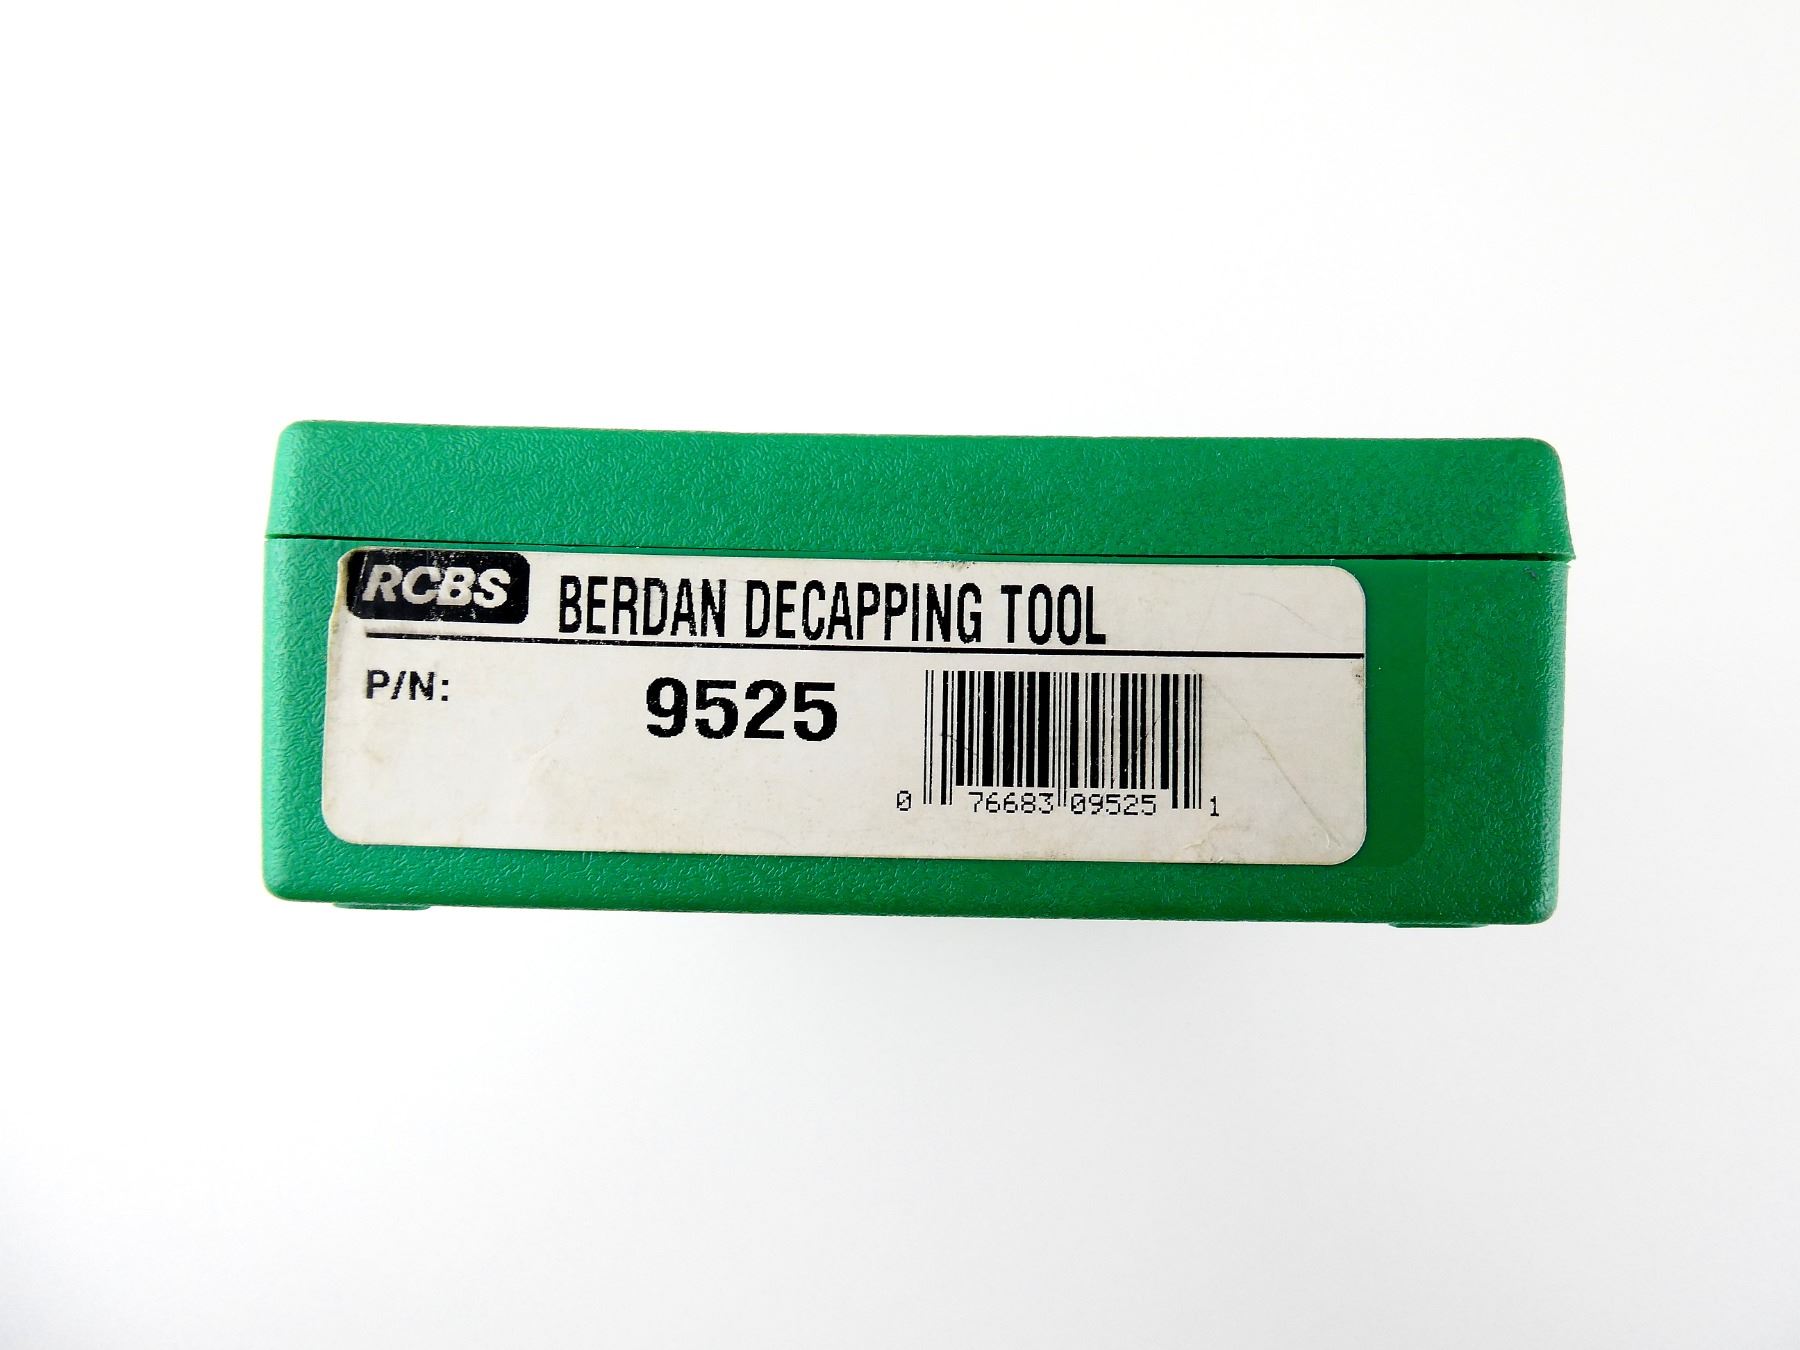 RCBS BERDAN DECAPPING TOOL
P/N: 9525
0 76683 09525 1